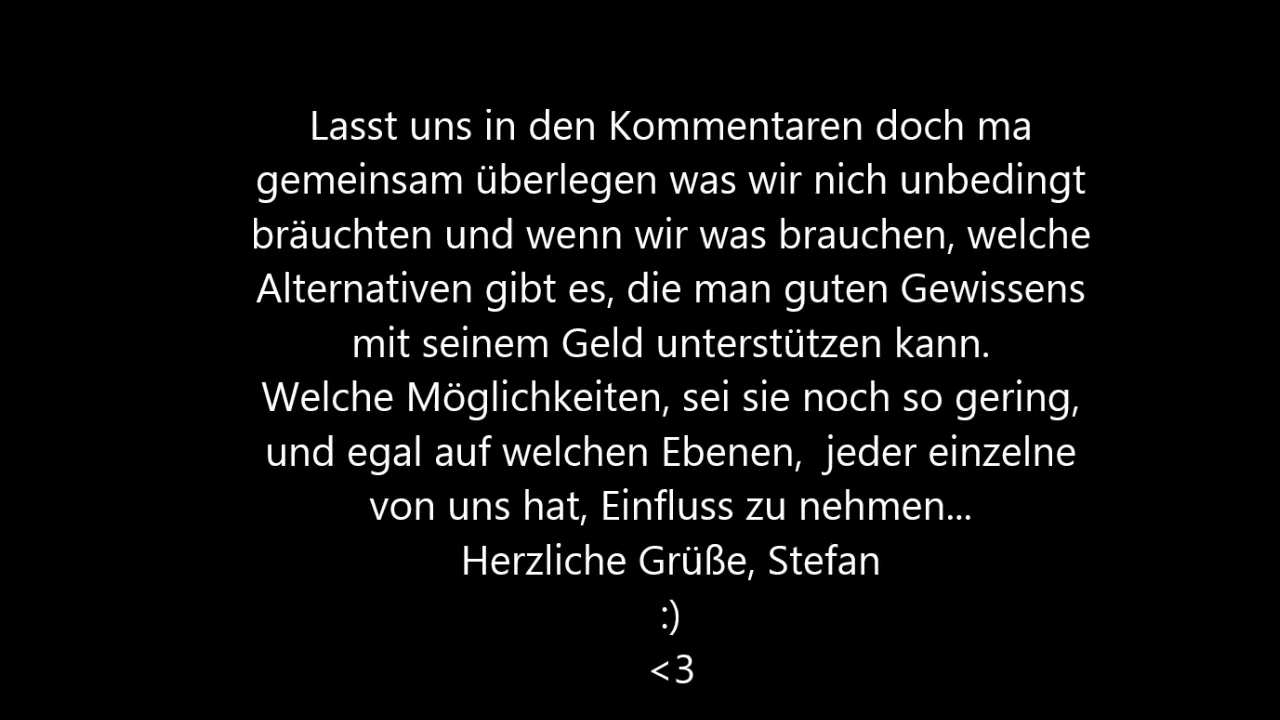 Lasst uns in den Kommentaren doch ma
gemeinsam überlegen was wir nich unbedingt
bräuchten und wenn wir was brauchen, welche
Alternativen gibt es, die man guten Gewissens
mit seinem Geld unterstützen kann.
Welche Möglichkeiten, sei sie noch so gering,
und egal auf welchen Ebenen,  jeder einzelne
von uns hat, Einfluss zu nehmen...
Herzliche Grüße, Stefan
:)
<3